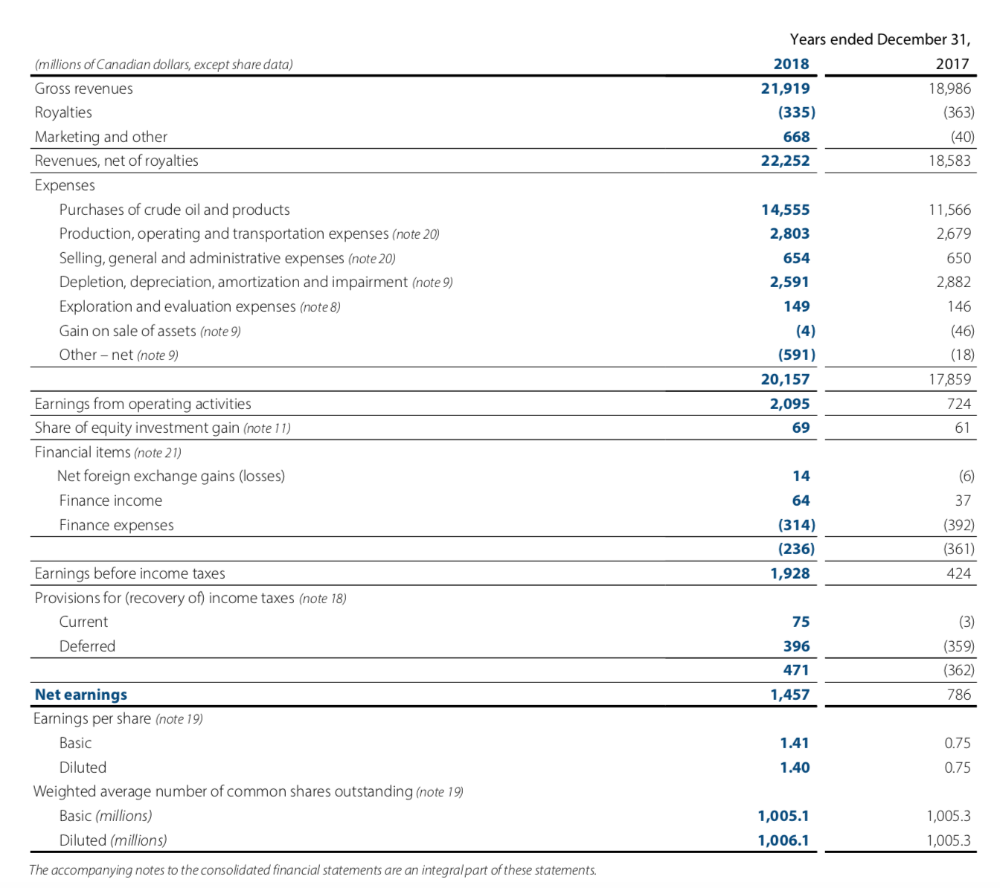 Years ended December 31,
(millions of Canadian dollars, except share data) 2018 2017
Gross revenues 21,919 18,986
Royalties (335) (363)
Marketing and other 668 (40)
Revenues, net of royalties 22,252 18,583
Expenses
Purchases of crude oil and products 14,555 11,566
Production, operating and transportation expenses (note 20) 2,803 2,679
Selling, general and administrative expenses (note 20) 654 650
Depletion, depreciation, amortization and impairment (note 9) 2,591 2,882
Exploration and evaluation expenses (note 8) 149 146
Gain on sale of assets (note 9) (4) (46)
Other – net (note 9) (591) (18)
20,157 17,859
Earnings from operating activities 2,095 724
Share of equity investment gain (note 11) 69 61
Financial items (note 21)
Net foreign exchange gains (losses) 14 (6)
Finance income 64 37
Finance expenses (314) (392)
(236) (361)
Earnings before income taxes 1,928 424
Provisions for (recovery of) income taxes (note 18)
Current 75 (3)
Deferred 396 (359)
471 (362)
Net earnings 1,457 786
Earnings per share (note 19)
Basic 1.41 0.75
Diluted 1.40 0.75
Weighted average number of common shares outstanding (note 19)
Basic (millions) 1,005.1 1,005.3
Diluted (millions) 1,006.1 1,005.3
The accompanying notes to the consolidated financial statements are an integral part of these statements.